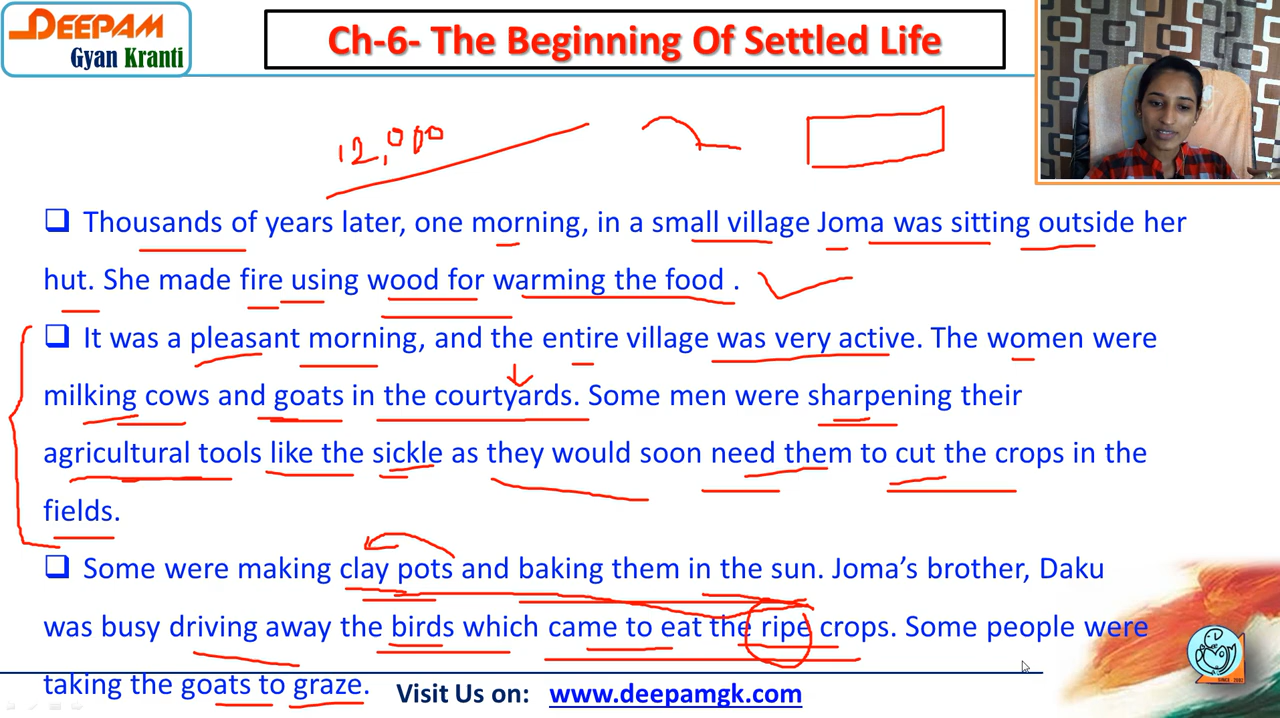 DEEPAM
Gyan Kranti
Ch-6- The Beginning Of Settled Life
12,000
❑ Thousands of years later, one morning, in a small village Joma was sitting outside her
hut. She made fire using wood for warming the food .
❑ It was a pleasant morning, and the entire village was very active. The women were
milking cows and goats in the courtyards. Some men were sharpening their
agricultural tools like the sickle as they would soon need them to cut the crops in the
fields.
❑ Some were making clay pots and baking them in the sun. Joma’s brother, Daku
was busy driving away the birds which came to eat the ripe crops. Some people were
taking the goats to graze.
Visit Us on: www.deepamgk.com